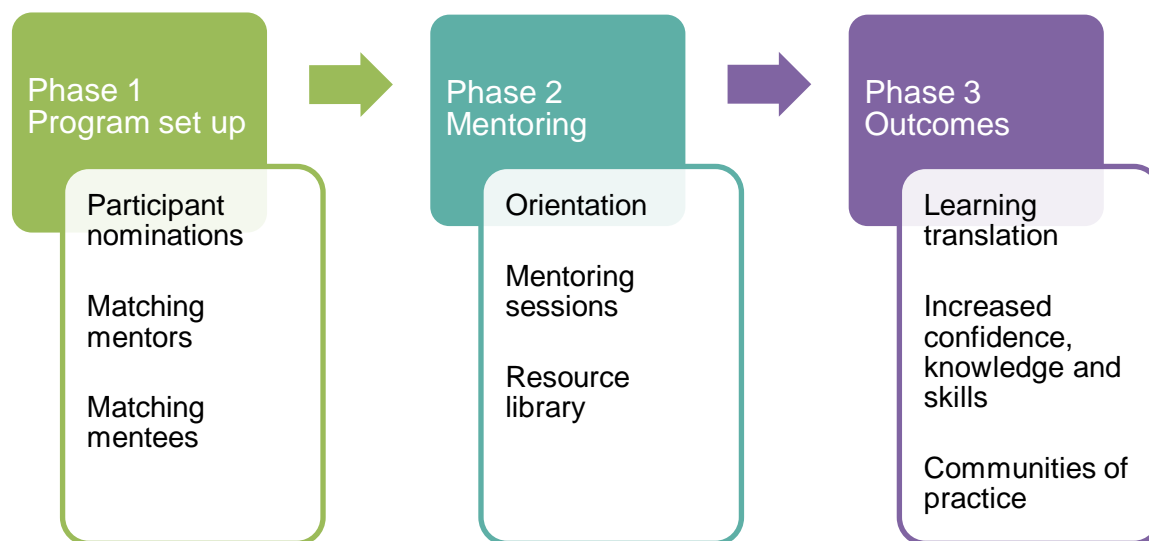 Phase 1
Program set up
Participant
nominations
Matching
mentors
Matching
mentees
Phase 2
Mentoring
Orientation
Mentoring
sessions
Resource
library
Phase 3
Outcomes
Learning
translation
Increased
confidence,
knowledge and
skills
Communities of
practice